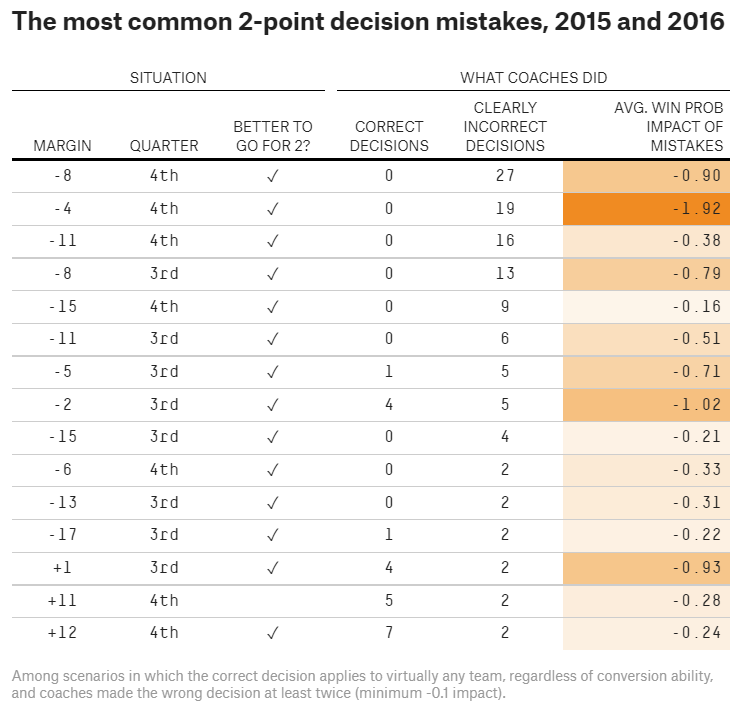 The most common 2-point decision mistakes, 2015 and 2016
SITUATION WHAT COACHES DID
MARGIN QUARTER BETTER TO GO FOR 2? CORRECT DECISIONS CLEARLY INCORRECT DECISIONS AVG. WIN PROB IMPACT OF MISTAKES
-8 4th ✓ 0 27 -0.90
-4 4th ✓ 0 19 -1.92
-11 4th ✓ 0 16 -0.38
-8 3rd ✓ 0 13 -0.79
-15 4th ✓ 0 9 -0.16
-11 3rd ✓ 0 6 -0.51
-5 3rd ✓ 1 5 -0.71
-2 3rd ✓ 4 5 -1.02
-15 3rd ✓ 0 4 -0.21
-6 4th ✓ 0 2 -0.33
-13 3rd ✓ 0 2 -0.31
-17 3rd ✓ 1 2 -0.22
+1 3rd ✓ 4 2 -0.93
+11 4th 5 2 -0.28
+12 4th ✓ 7 2 -0.24
Among scenarios in which the correct decision applies to virtually any team, regardless of conversion ability,
and coaches made the wrong decision at least twice (minimum -0.1 impact).